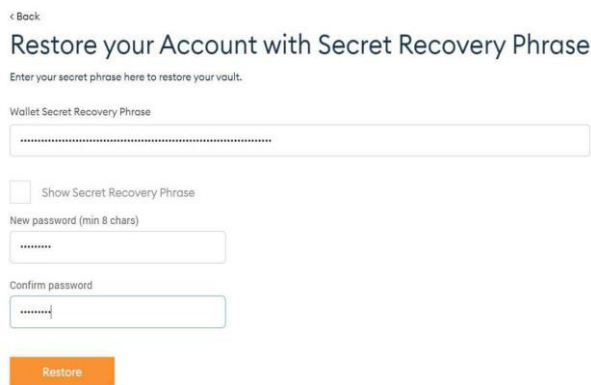 < Back
Restore your Account with Secret Recovery Phrase
Enter your secret phrase here to restore your vault.
Wallet Secret Recovery Phrase
Show Secret Recovery Phrase
New password (min 8 chars)
Confirm password
Restore